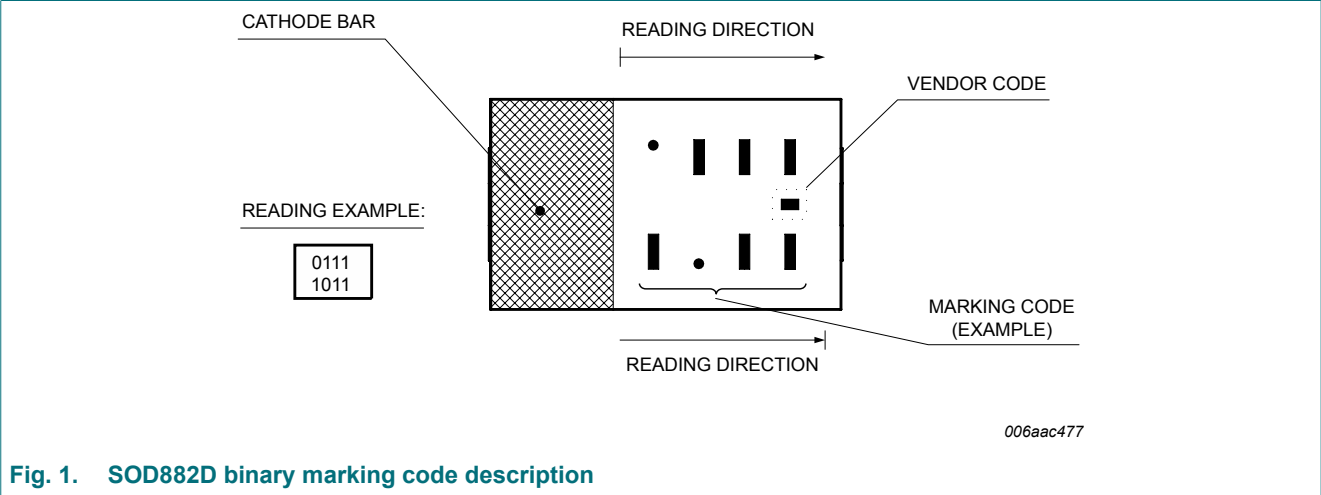 CATHODE BAR
READING DIRECTION
VENDOR CODE
READING EXAMPLE:
0111
1011
MARKING CODE
(EXAMPLE)
READING DIRECTION
006aac477
Fig. 1. SOD882D binary marking code description